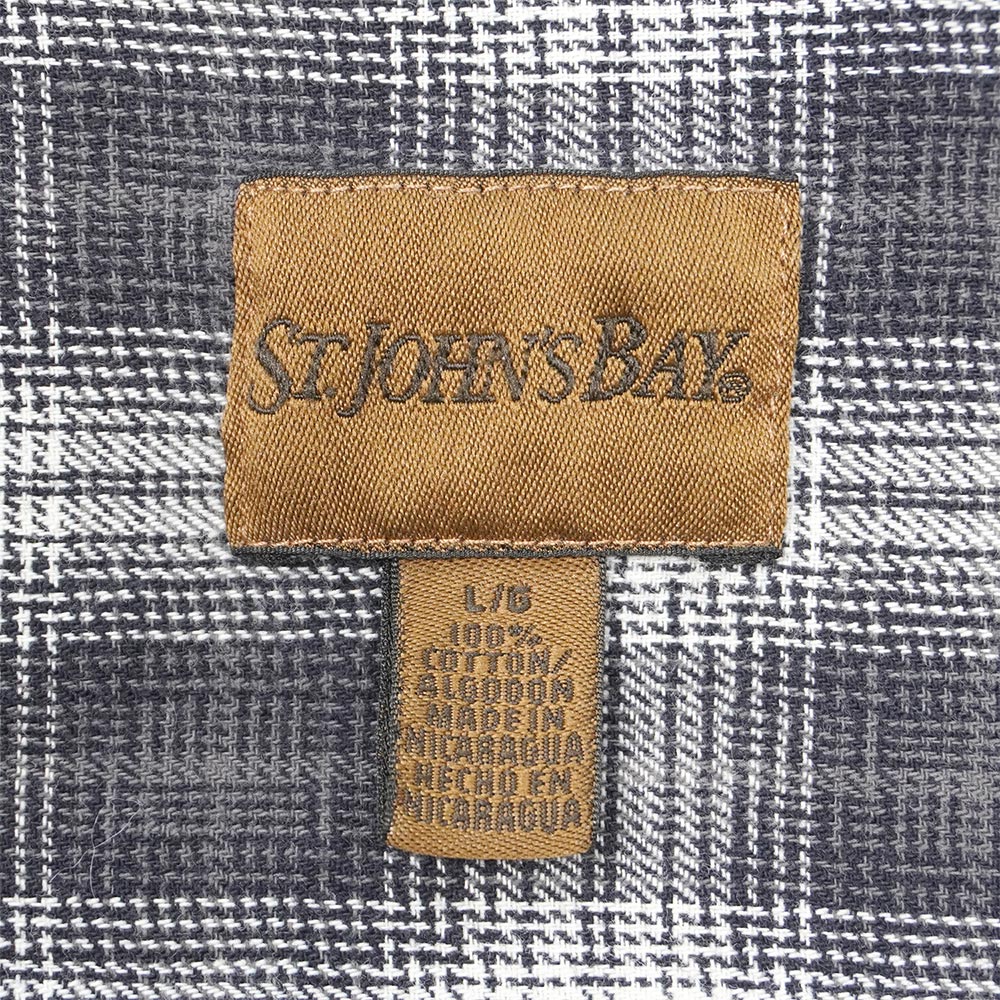 ST. JOHN'S BAY®
L/G
100%
COTTON/
ALGODON
MADE IN
NICARAGUA
HECHO EN
NICARAGUA